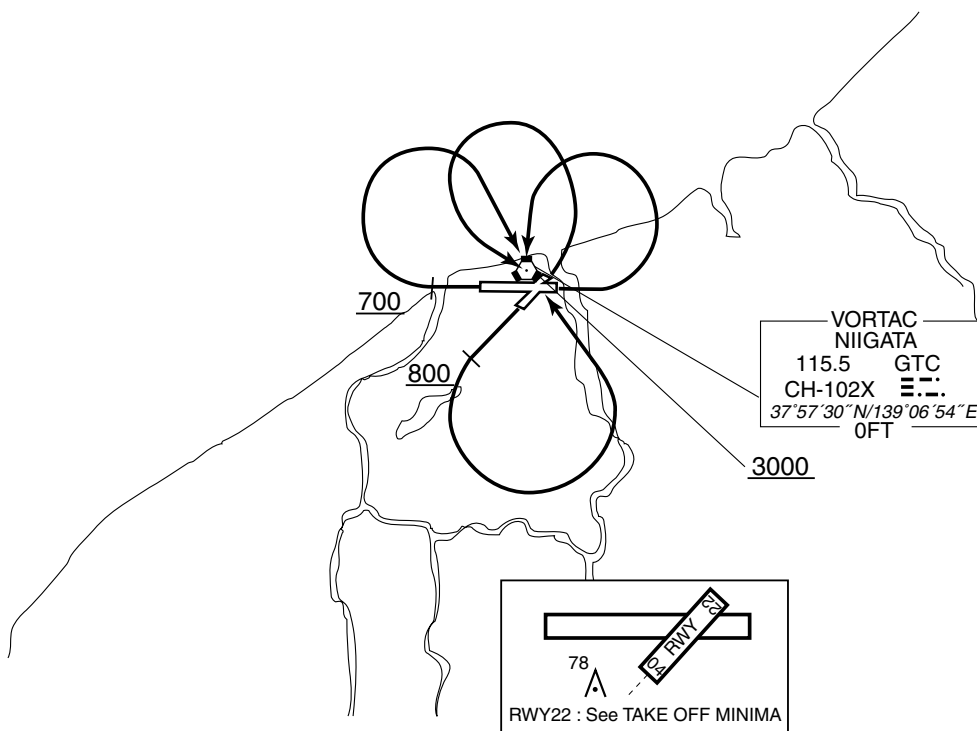 700
800
VORTAC
NIIGATA
115.5 GTC
CH-102X
37°57′30″N/139°06′54″E
0FT
3000
22
RWY
04
78
RWY22 : See TAKE OFF MINIMA